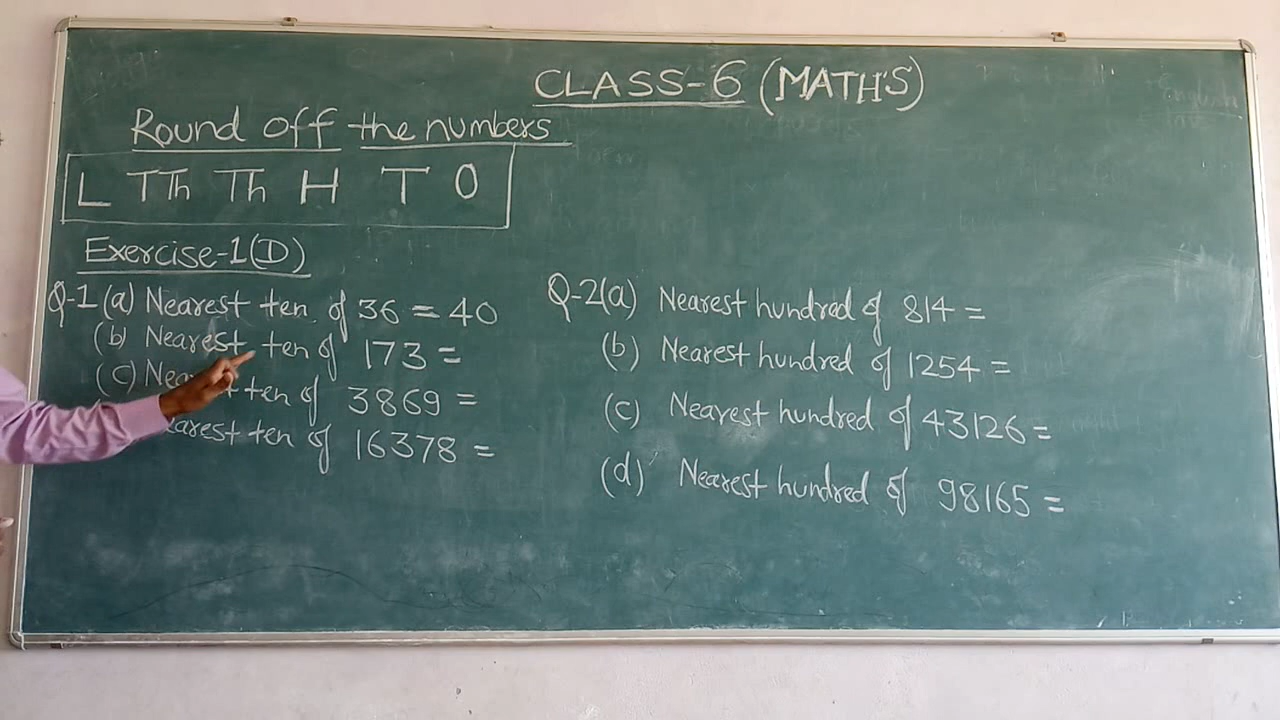 CLASS-6 (MATH'S)
Round off the numbers
L TTh Th H T O
Exercise-1(D)
Q-1 (a) Nearest ten of 36 = 40
(b) Nearest ten of 173 =
(c) ten of 3869 =
ten of 16378 =
Q-2(a) Nearest hundred of 814 =
(b) Nearest hundred of 1254 =
(c) Nearest hundred of 43126 =
(d) Nearest hundred of 98165 =